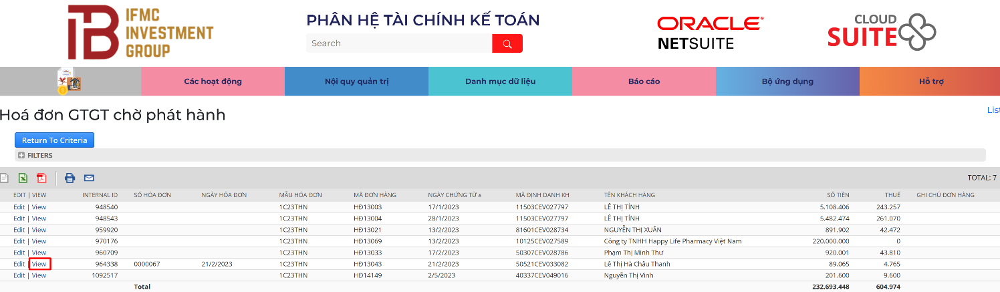 IFMC
INVESTMENT
GROUP
PHÂN HỆ TÀI CHÍNH KẾ TOÁN
Search
ORACLE®
NETSUITE
CLOUD
SUITE
Các hoạt động Nội quy quản trị Danh mục dữ liệu Báo cáo Bộ ứng dụng Hỗ trợ
Hoá đơn GTGT chờ phát hành
List
Return To Criteria
FILTERS
TOTAL: 7
EDIT | VIEW INTERNAL ID SỐ HÓA ĐƠN NGÀY HÓA ĐƠN MẪU HÓA ĐƠN MÃ ĐƠN HÀNG NGÀY CHỨNG TỪ ▲ MÃ ĐỊNH DANH KH TÊN KHÁCH HÀNG SỐ TIỀN THUẾ GHI CHÚ ĐƠN HÀNG
Edit | View 948540 1C23THN HĐ13003 17/1/2023 11503CEV027797 LÊ THỊ TÍNH 5.108.406 243.257
Edit | View 948543 1C23THN HĐ13004 28/1/2023 11503CEV027797 LÊ THỊ TÍNH 5.482.474 261.070
Edit | View 959920 1C23THN HĐ13021 13/2/2023 81601CEV028734 NGUYỄN THỊ XUÂN 891.902 42.472
Edit | View 970176 1C23THN HĐ13069 13/2/2023 10125CEV027589 Công ty TNHH Happy Life Pharmacy Việt Nam 220.000.000 0
Edit | View 960709 1C23THN HĐ13033 17/2/2023 50307CEV028786 Phạm Thị Minh Thư 920.001 43.810
Edit | View 964338 0000067 21/2/2023 1C23THN HĐ13043 21/2/2023 50521CEV033082 Lê Thị Hà Châu Thanh 89.065 4.765
Edit | View 1092517 1C23THN HĐ14149 2/5/2023 40337CEV049016 Nguyễn Thị Vinh 201.600 9.600
Total 232.693.448 604.974